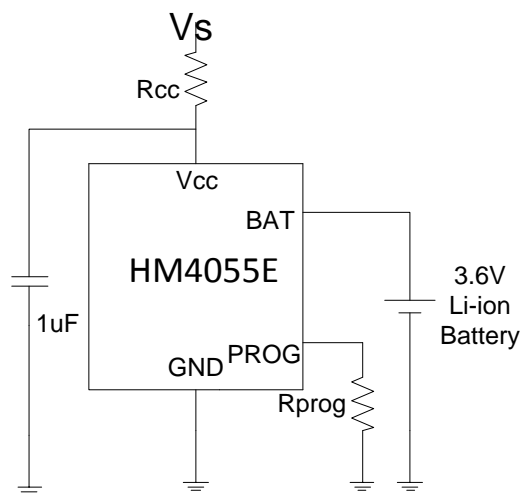 Vs
Rcc
Vcc
BAT
HM4055E
3.6V
Li-ion
Battery
1uF
PROG
GND
Rprog